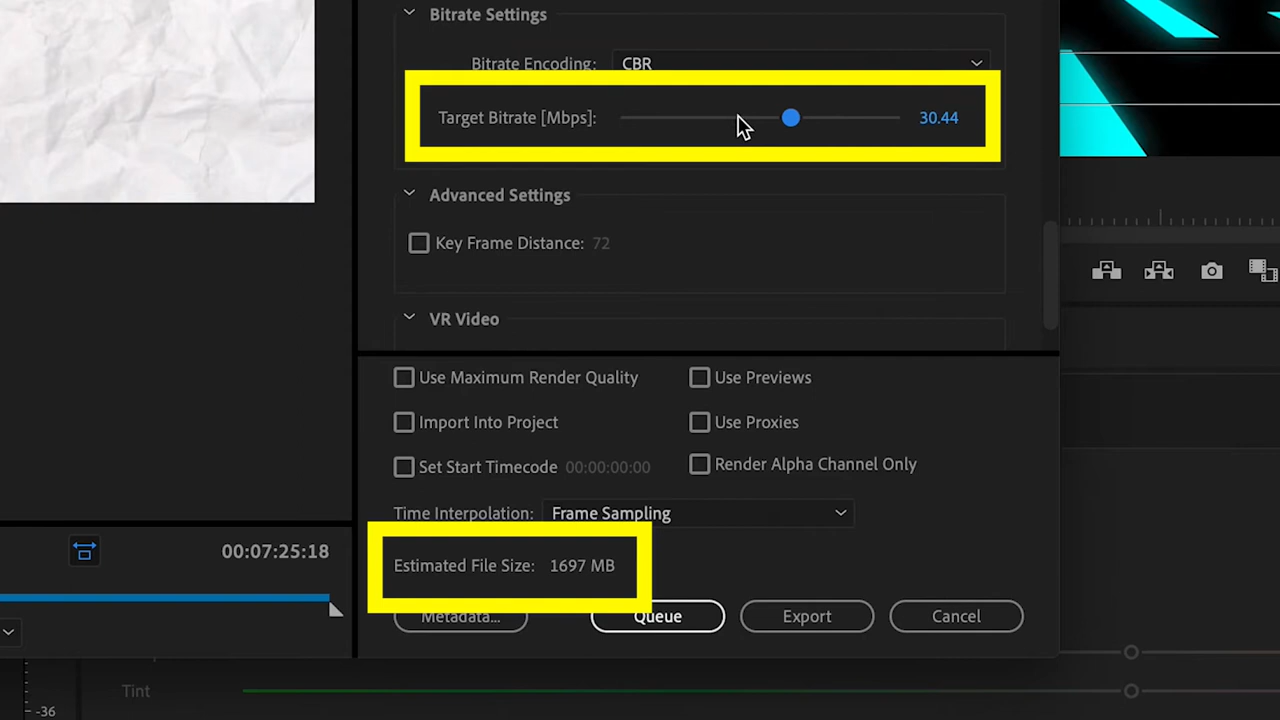 Bitrate Settings
Bitrate Encoding: CBR
Target Bitrate [Mbps]: 30.44
Advanced Settings
Key Frame Distance: 72
VR Video
Use Maximum Render Quality Use Previews
Import Into Project Use Proxies
Set Start Timecode 00:00:00:00 Render Alpha Channel Only
Time Interpolation: Frame Sampling
00:07:25:18
Estimated File Size: 1697 MB
Metadata... Queue Export Cancel
Tint
-36